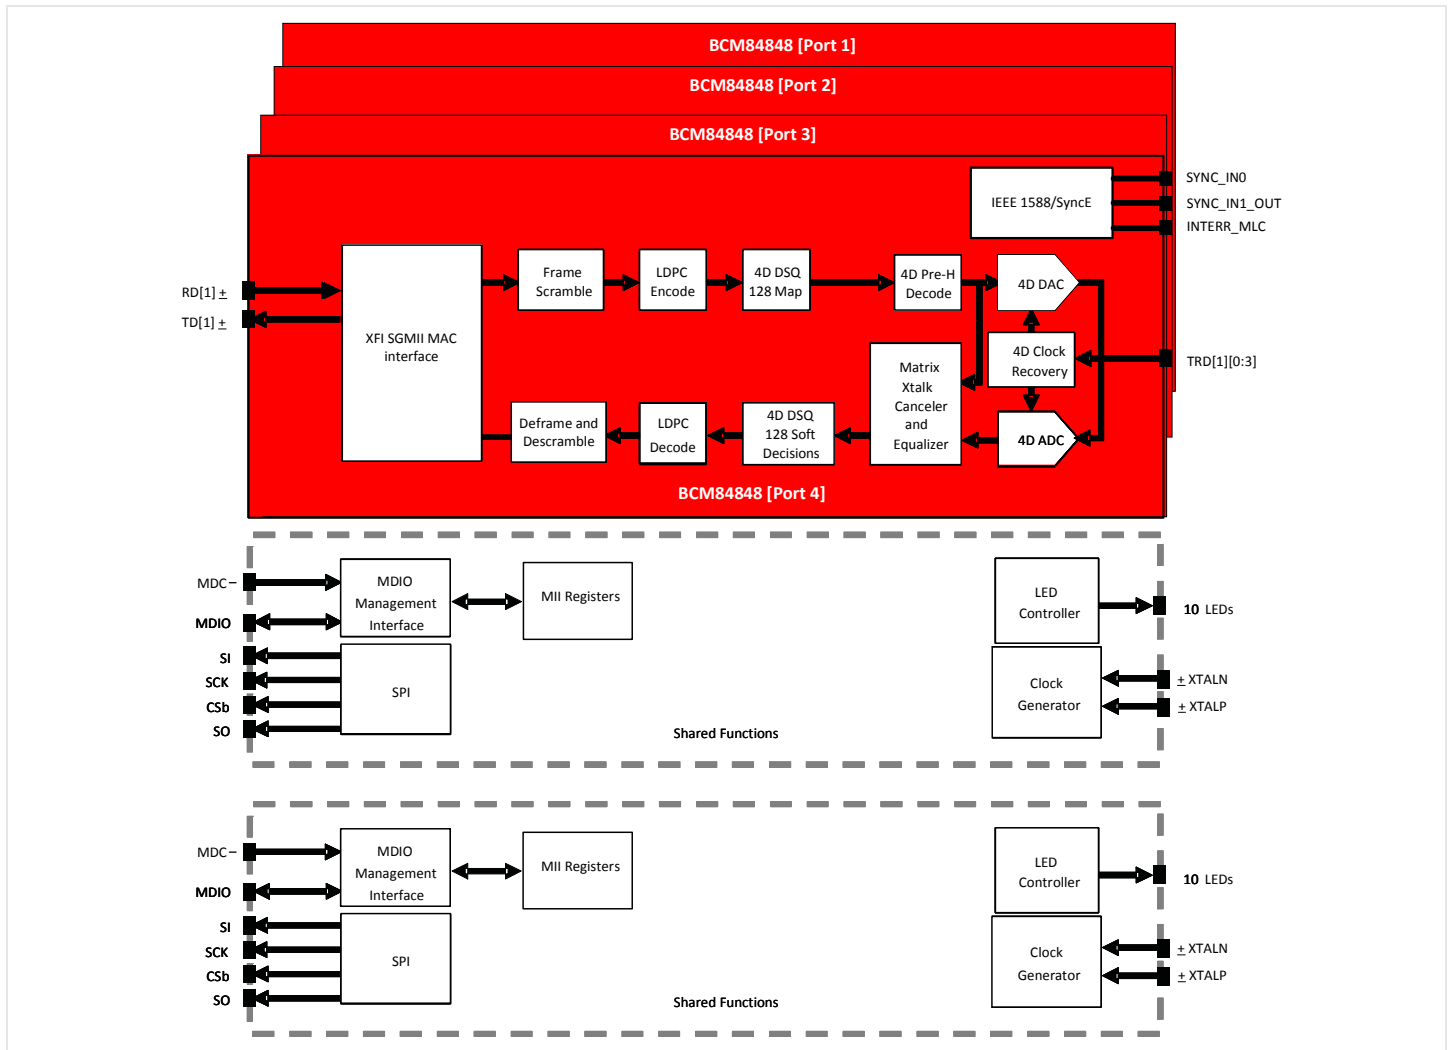 BCM84848 [Port 1]
BCM84848 [Port 2]
BCM84848 [Port 3]
IEEE 1588/SyncE
SYNC_IN0
SYNC_IN1_OUT
INTERR_MLC
RD[1] ±
TD[1] ±
XFI SGMII MAC
interface
Frame
Scramble
LDPC
Encode
4D DSQ
128 Map
4D Pre-H
Decode
4D DAC
4D Clock
Recovery
TRD[1][0:3]
Matrix
Xtalk
Canceler
and
Equalizer
Deframe and
Descramble
LDPC
Decode
4D DSQ
128 Soft
Decisions
4D ADC
BCM84848 [Port 4]
MDC–
MDIO
SI
SCK
CSb
SO
MDIO
Management
Interface
MII Registers
SPI
LED
Controller
10 LEDs
Clock
Generator
± XTALN
± XTALP
Shared Functions
MDC–
MDIO
SI
SCK
CSb
SO
MDIO
Management
Interface
MII Registers
SPI
LED
Controller
10 LEDs
Clock
Generator
± XTALN
± XTALP
Shared Functions